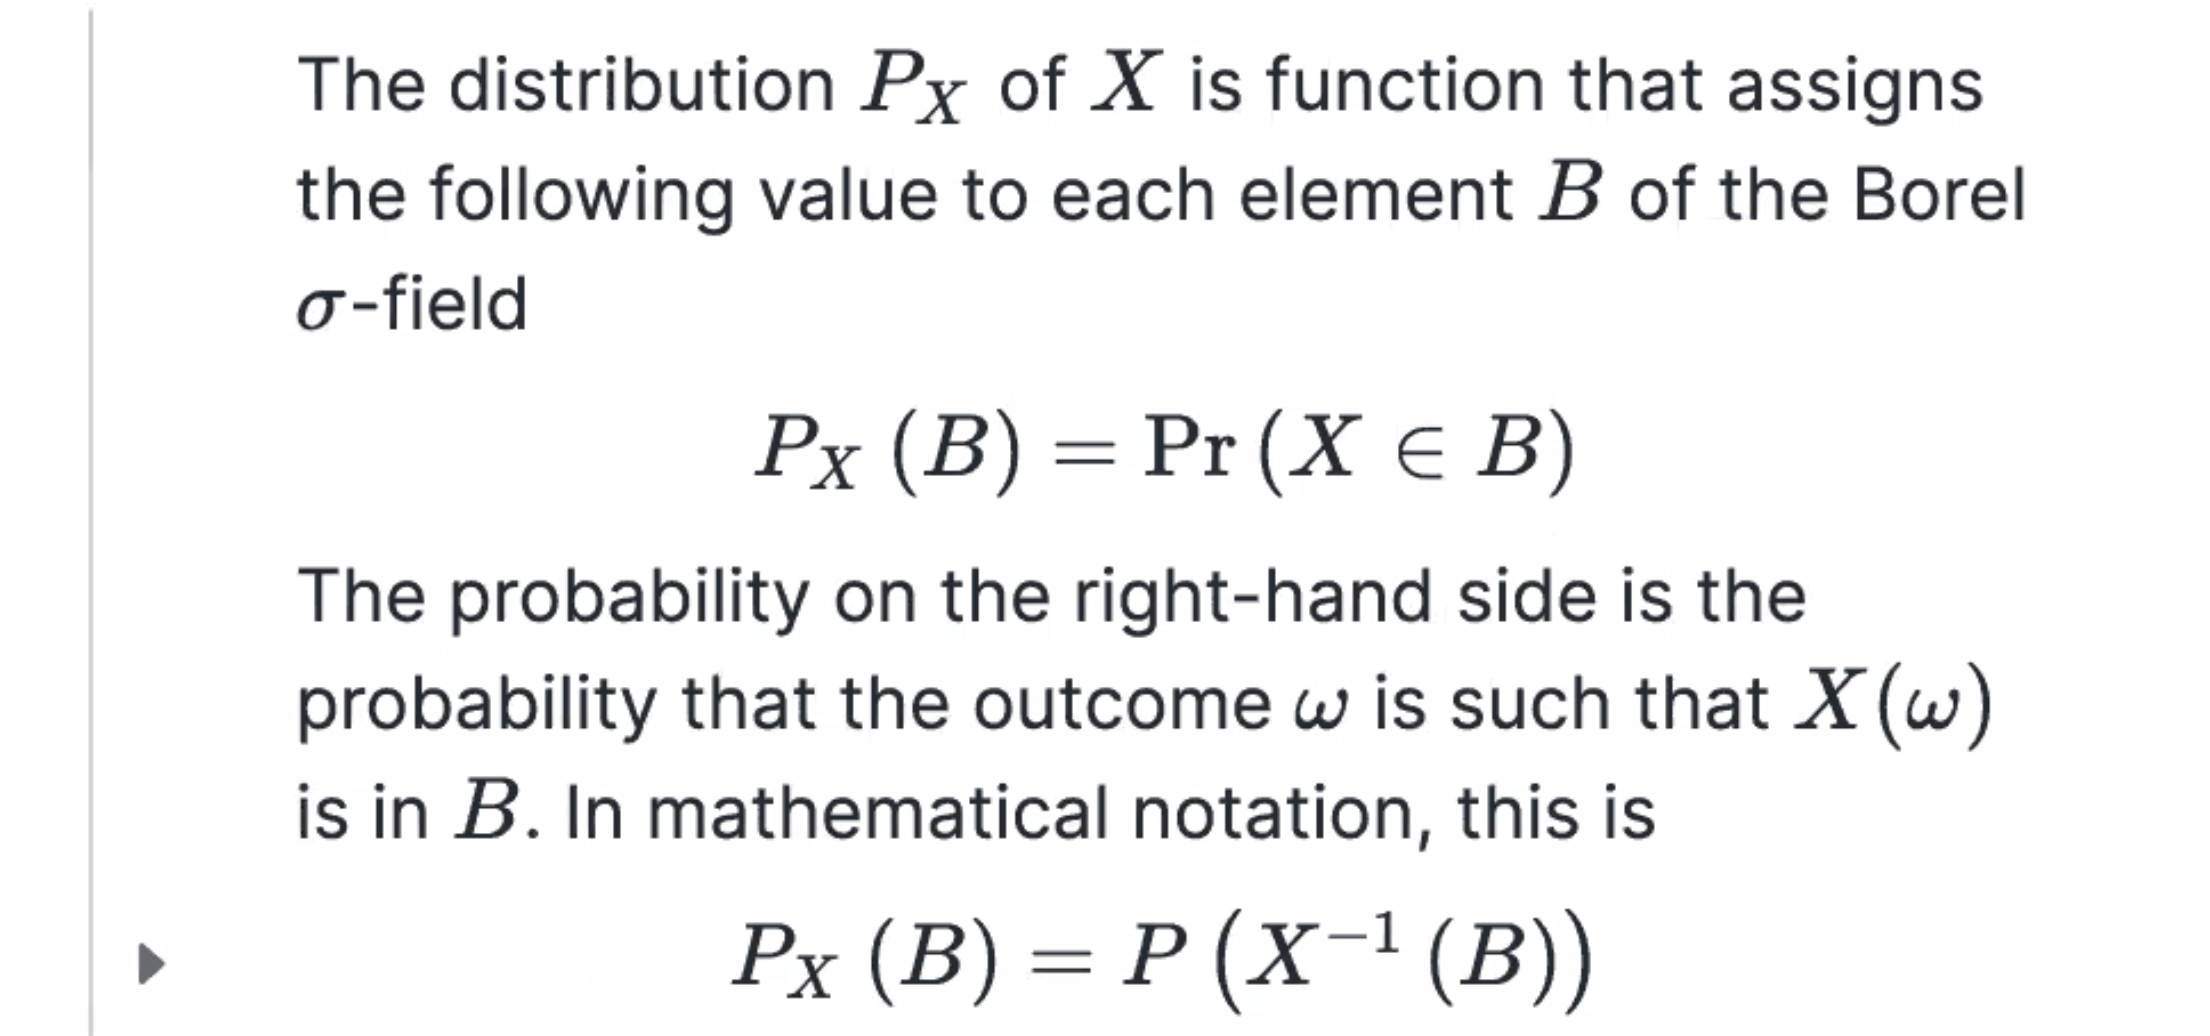 The distribution P_X of X is function that assigns
the following value to each element B of the Borel
σ-field
P_X (B) = Pr (X ∈ B)
The probability on the right-hand side is the
probability that the outcome ω is such that X(ω)
is in B. In mathematical notation, this is
P_X (B) = P (X⁻¹ (B))